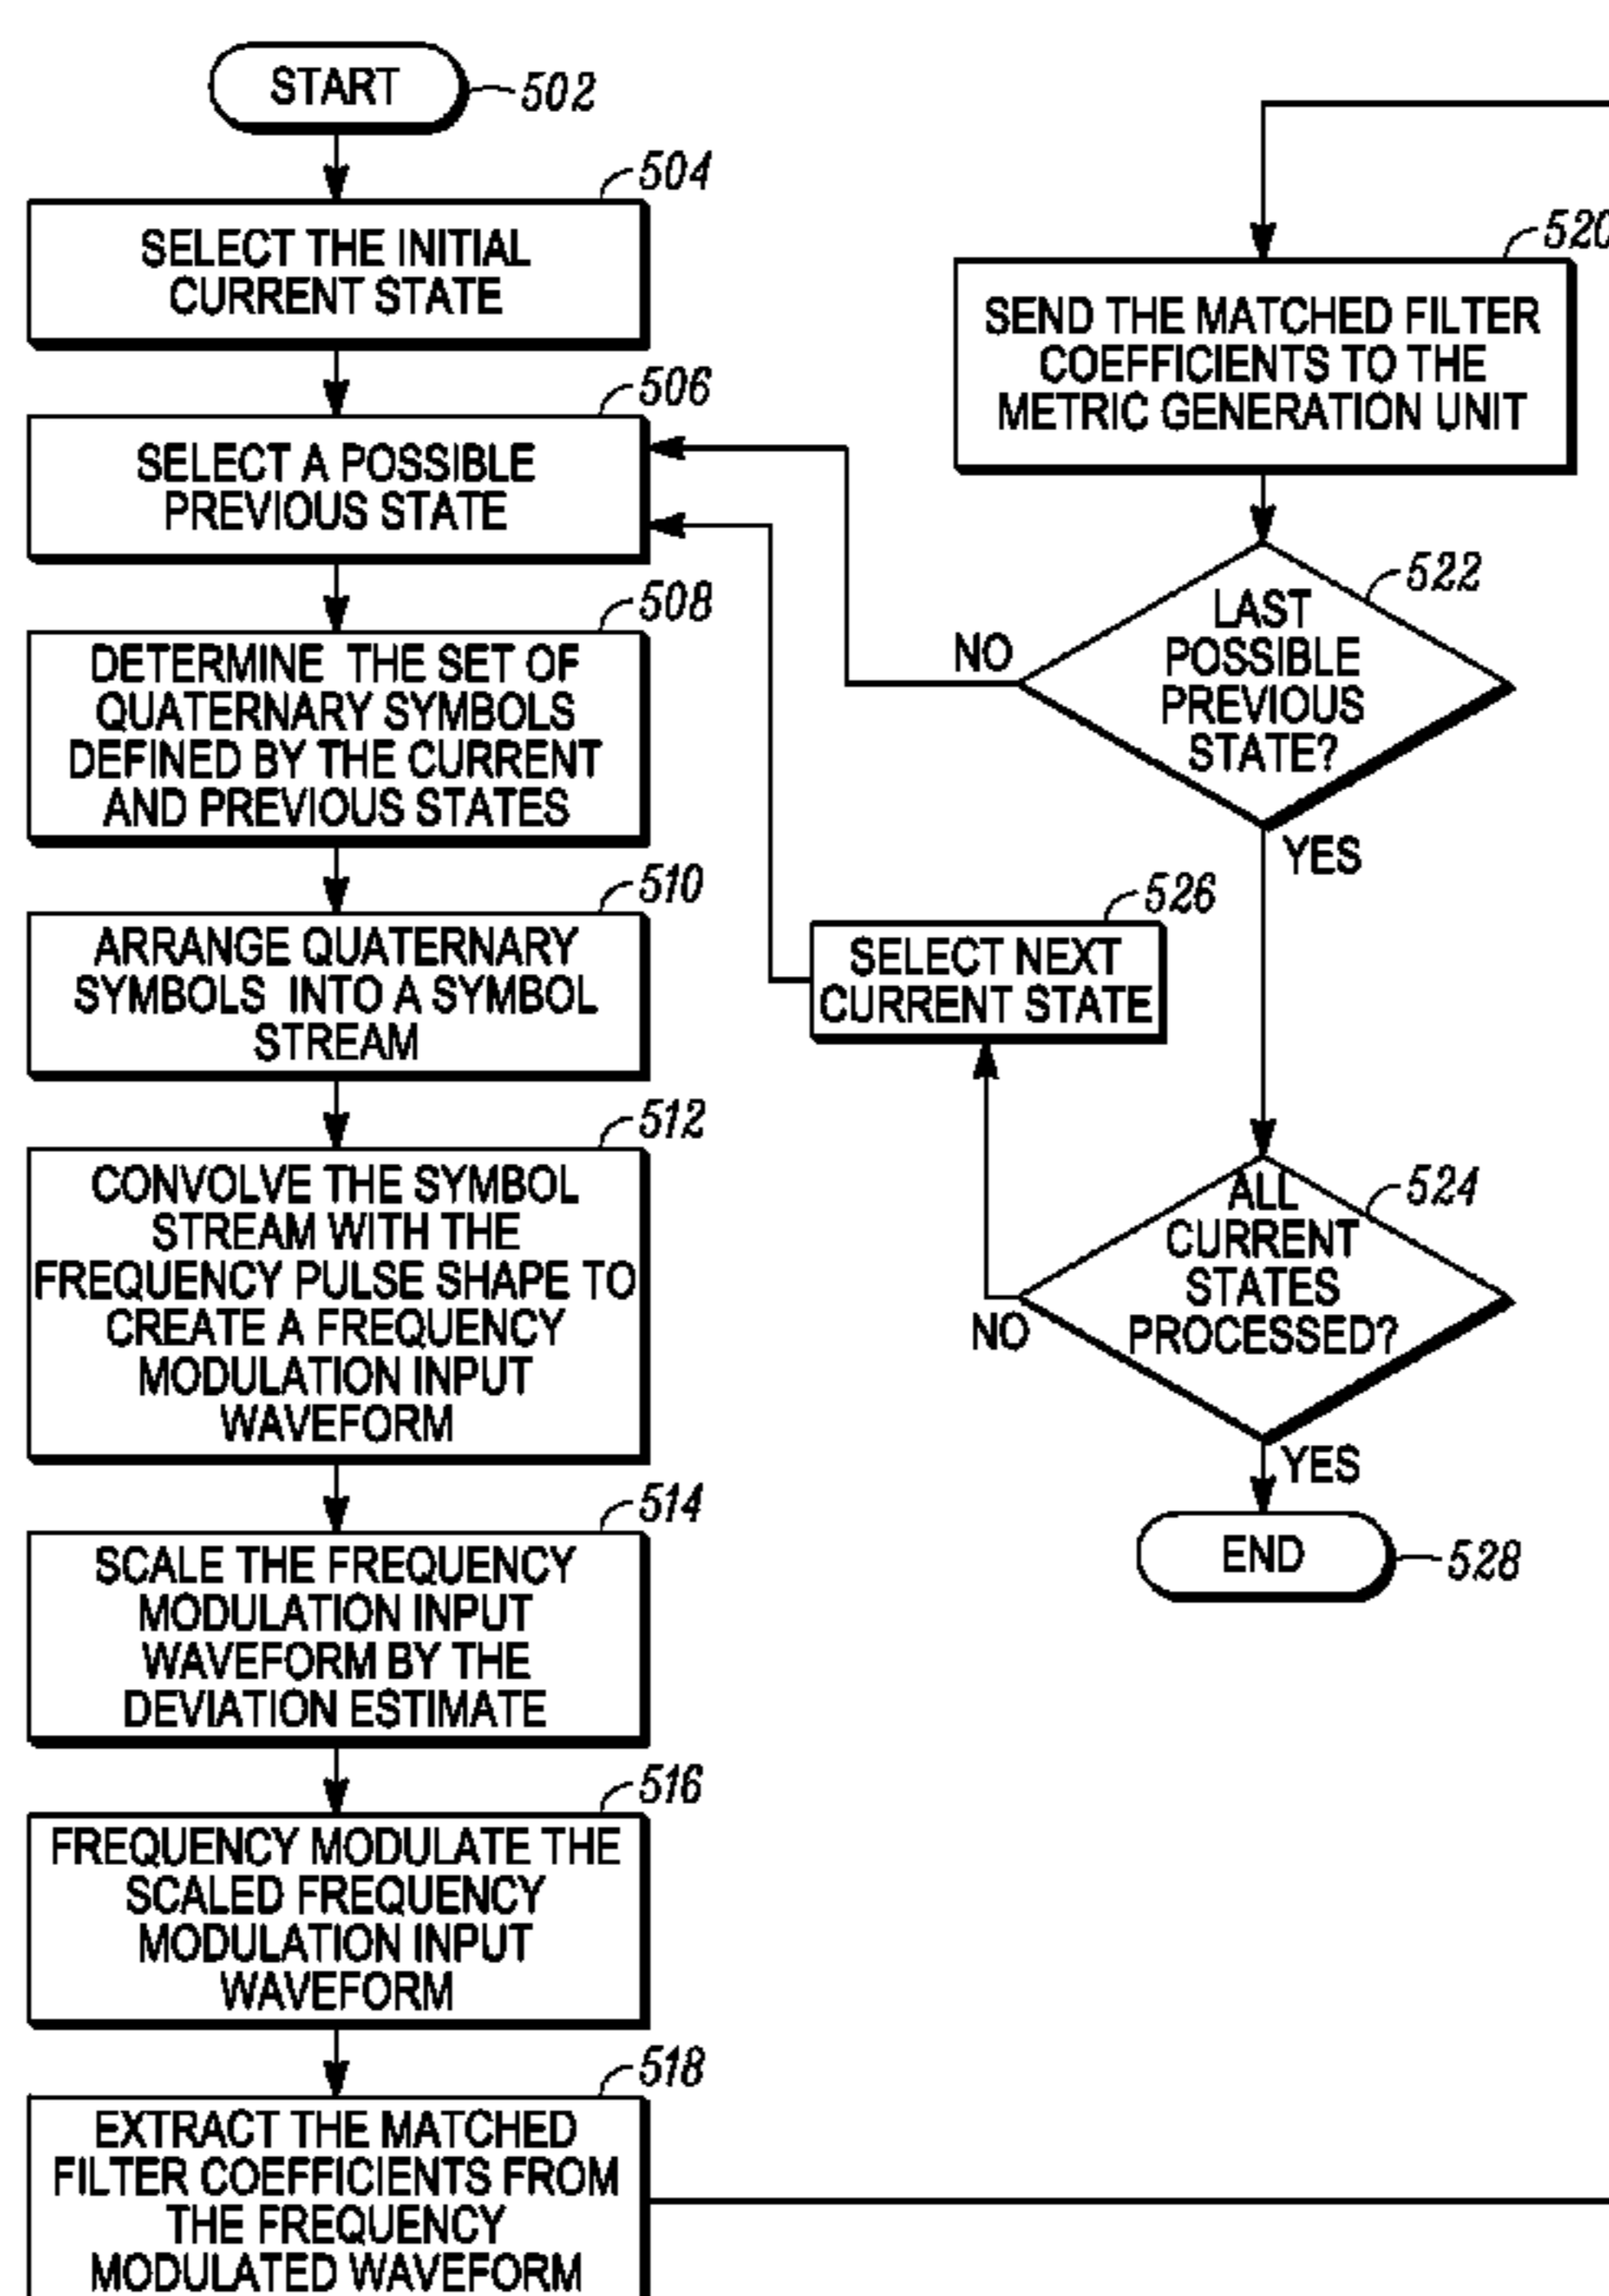 START
502
504
SELECT THE INITIAL
CURRENT STATE
506
SELECT A POSSIBLE
PREVIOUS STATE
508
DETERMINE THE SET OF
QUATERNARY SYMBOLS
DEFINED BY THE CURRENT
AND PREVIOUS STATES
510
ARRANGE QUATERNARY
SYMBOLS INTO A SYMBOL
STREAM
512
CONVOLVE THE SYMBOL
STREAM WITH THE
FREQUENCY PULSE SHAPE TO
CREATE A FREQUENCY
MODULATION INPUT
WAVEFORM
514
SCALE THE FREQUENCY
MODULATION INPUT
WAVEFORM BY THE
DEVIATION ESTIMATE
516
FREQUENCY MODULATE THE
SCALED FREQUENCY
MODULATION INPUT
WAVEFORM
518
EXTRACT THE MATCHED
FILTER COEFFICIENTS FROM
THE FREQUENCY
MODULATED WAVEFORM
520
SEND THE MATCHED FILTER
COEFFICIENTS TO THE
METRIC GENERATION UNIT
522
LAST
POSSIBLE
PREVIOUS
STATE?
NO
YES
526
SELECT NEXT
CURRENT STATE
524
ALL
CURRENT
STATES
PROCESSED?
NO
YES
END
528